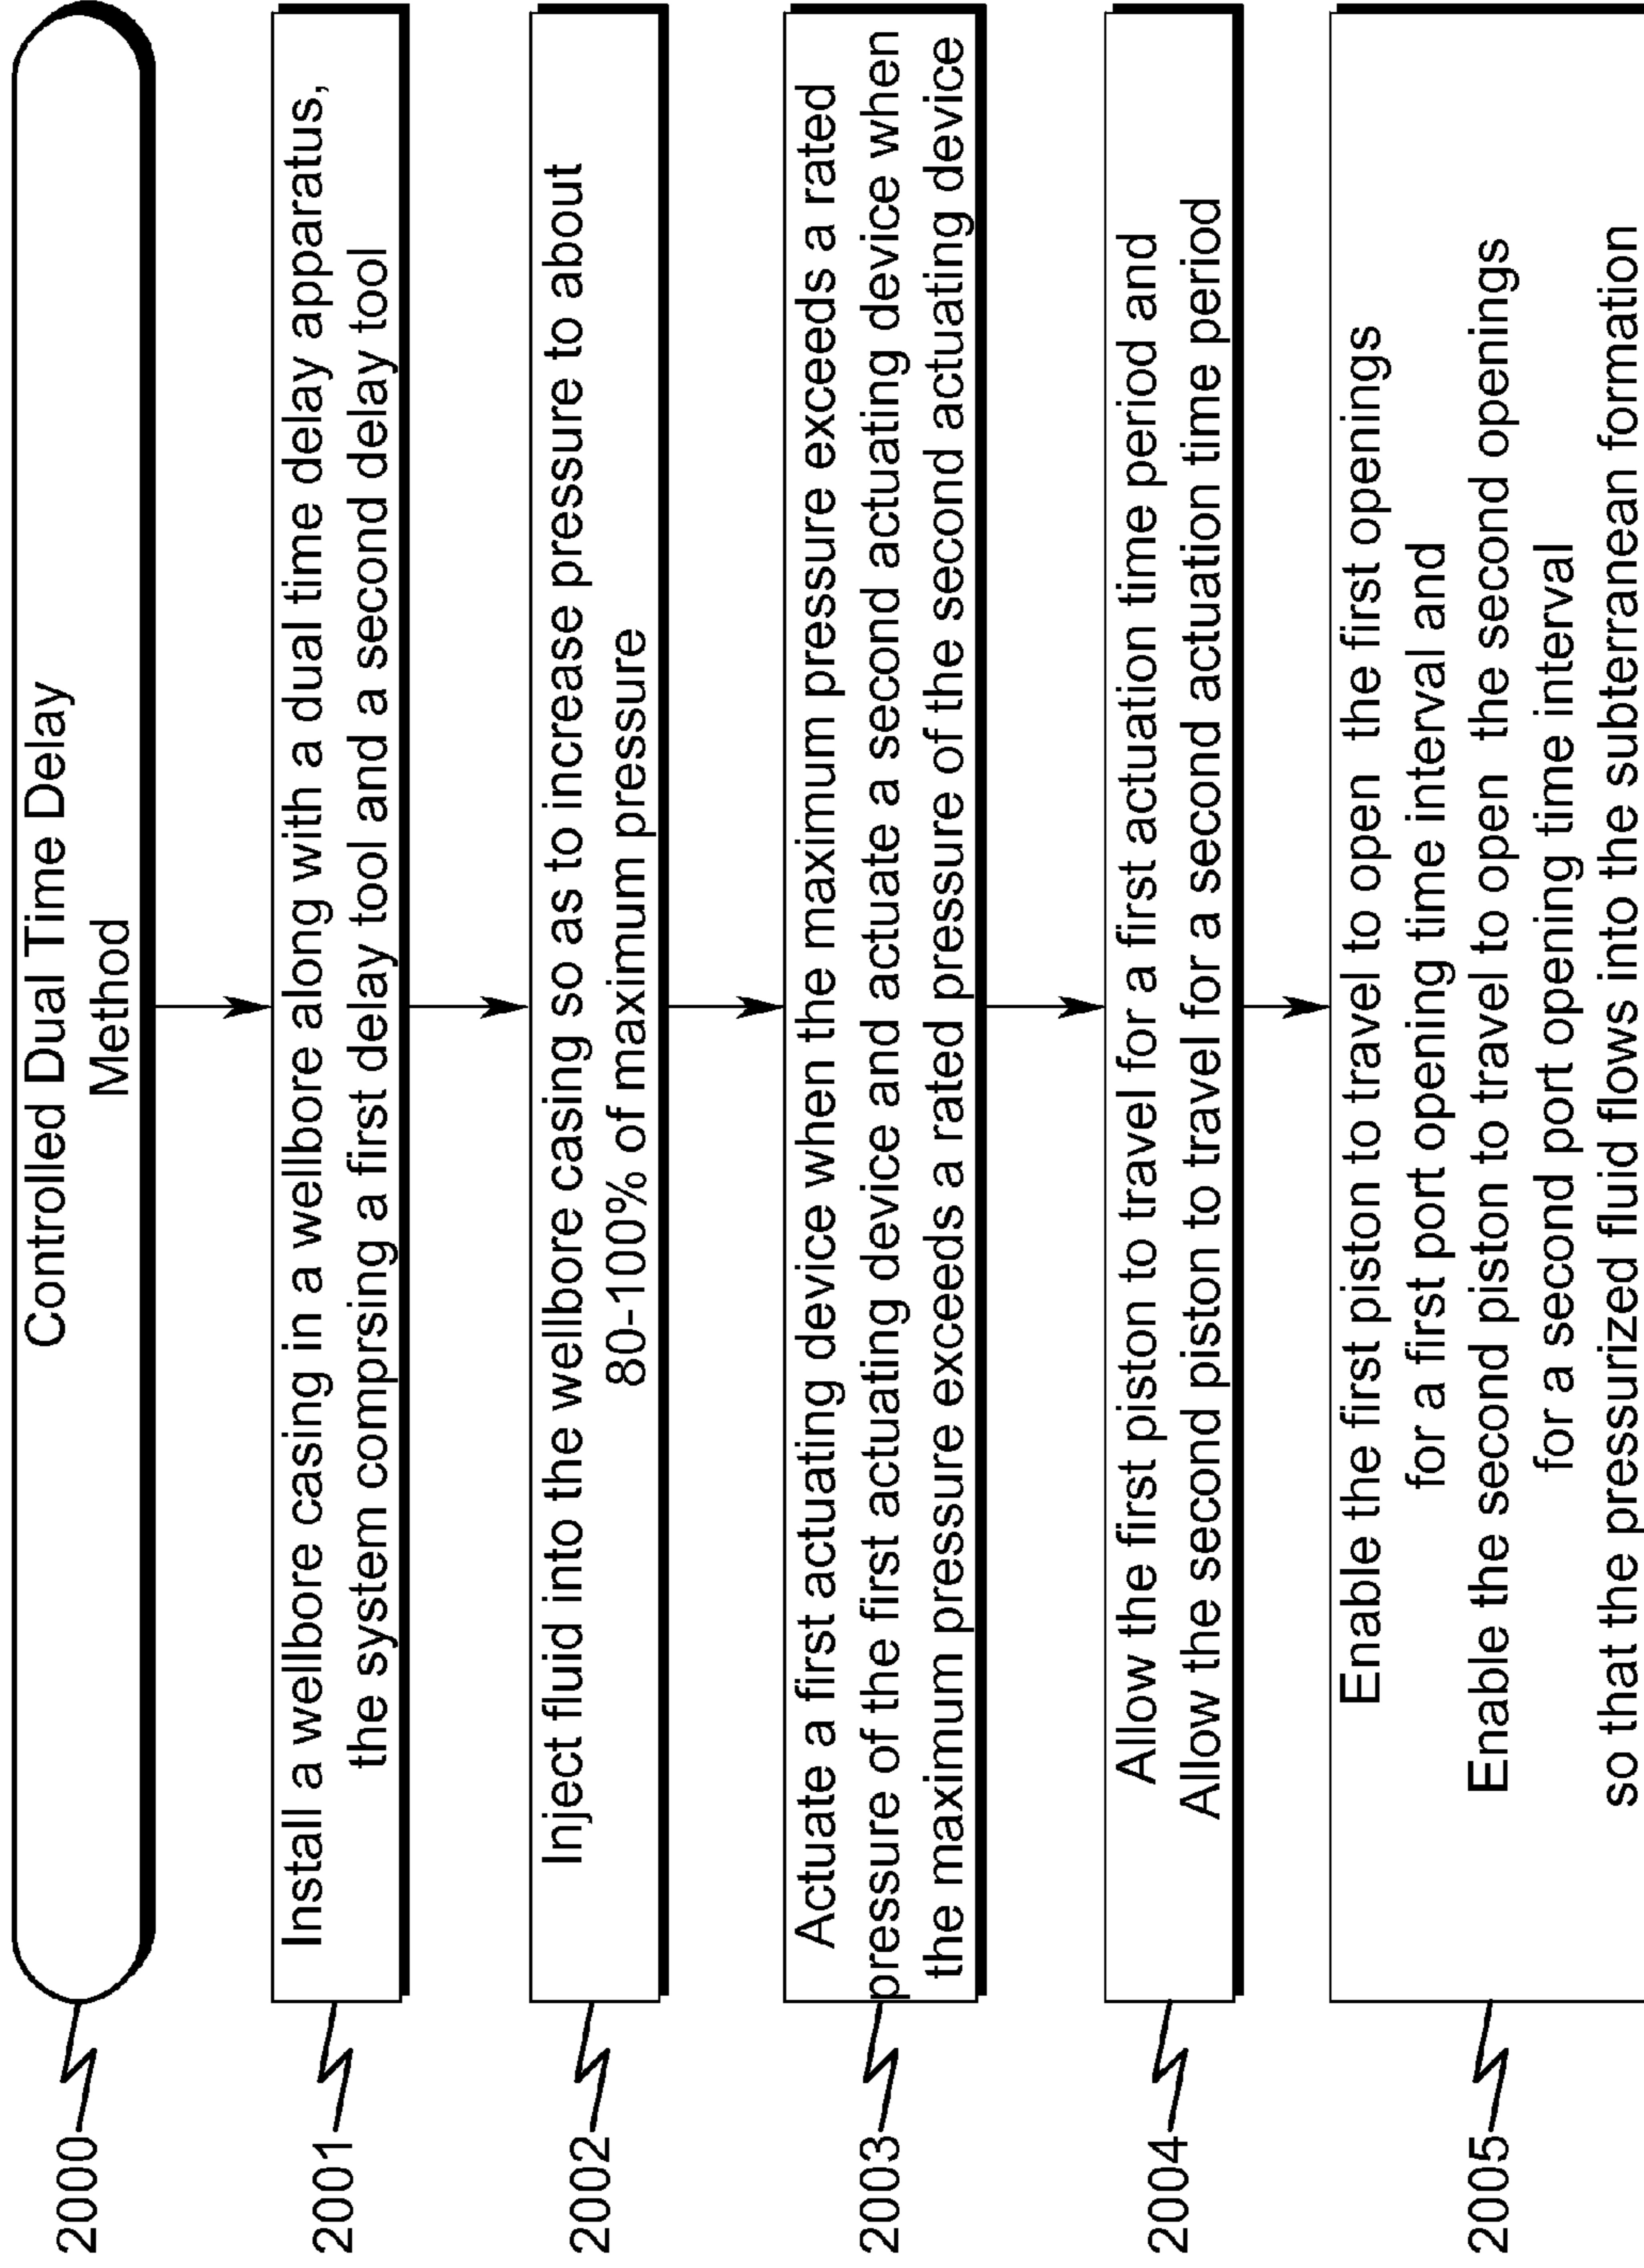 Controlled Dual Time Delay
Method
2000
Install a wellbore casing in a wellbore along with a dual time delay apparatus,
the system comprsing a first delay tool and a second delay tool
2001
Inject fluid into the wellbore casing so as to increase pressure to about
80-100% of maximum pressure
2002
Actuate a first actuating device when the maximum pressure exceeds a rated
pressure of the first actuating device and actuate a second actuating device when
the maximum pressure exceeds a rated pressure of the second actuating device
2003
Allow the first piston to travel for a first actuation time period and
Allow the second piston to travel for a second actuation time period
2004
Enable the first piston to travel to open the first openings
for a first port opening time interval and
Enable the second piston to travel to open the second openings
for a second port opening time interval
so that the pressurized fluid flows into the subterranean formation
2005